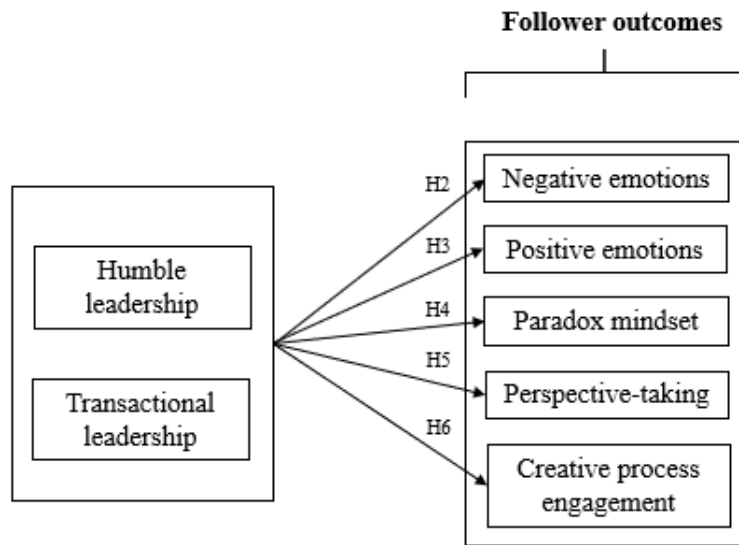 Follower outcomes
H2
Negative emotions
H3
Positive emotions
Humble
leadership
H4
Paradox mindset
H5
Perspective-taking
Transactional
leadership
H6
Creative process
engagement